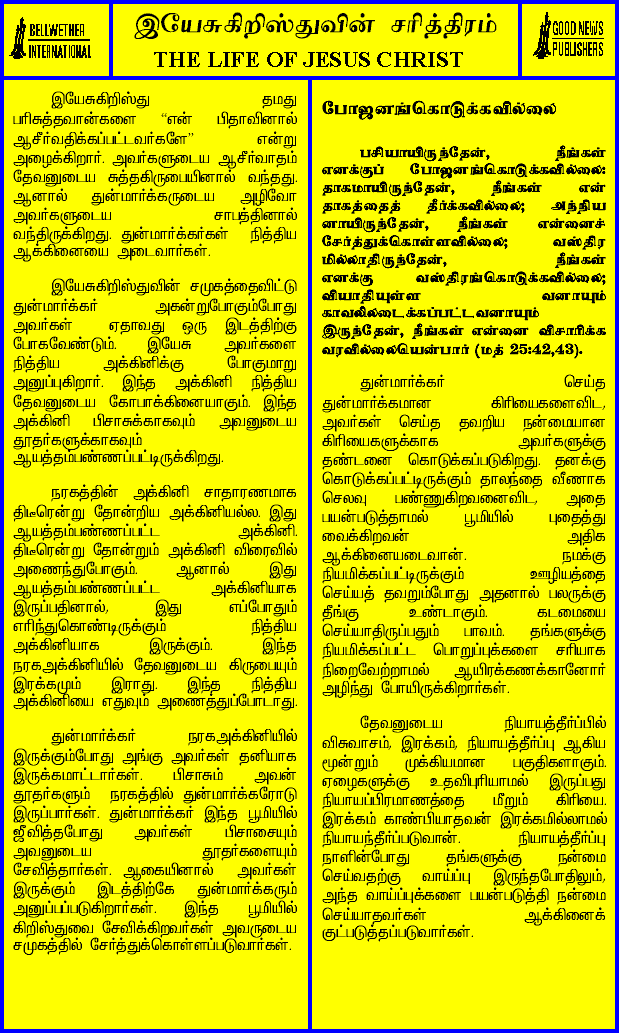 BELLWETHER
INTERNATIONAL
இயேசுகிறிஸ்துவின் சரித்திரம்
THE LIFE OF JESUS CHRIST
GOOD NEWS
PUBLISHERS
இயேசுகிறிஸ்து தமது
பரிசுத்தவான்களை “என் பிதாவினால்
ஆசீர்வதிக்கப்பட்டவர்களே” என்று
அழைக்கிறார். அவர்களுடைய ஆசீர்வாதம்
தேவனுடைய சுத்தகிருபையினால் வந்தது.
ஆனால் துன்மார்க்கருடைய அழிவோ
அவர்களுடைய சாபத்தினால்
வந்திருக்கிறது. துன்மார்க்கர்கள் நித்திய
ஆக்கினையை அடைவார்கள்.
இயேசுகிறிஸ்துவின் சமுகத்தைவிட்டு
துன்மார்க்கர் அகன்றுபோகும்போது
அவர்கள் ஏதாவது ஒரு இடத்திற்கு
போகவேண்டும். இயேசு அவர்களை
நித்திய அக்கினிக்கு போகுமாறு
அனுப்புகிறார். இந்த அக்கினி நித்திய
தேவனுடைய கோபாக்கினையாகும். இந்த
அக்கினி பிசாசுக்காகவும் அவனுடைய
தூதர்களுக்காகவும்
ஆயத்தம்பண்ணப்பட்டிருக்கிறது.
நரகத்தின் அக்கினி சாதாரணமாக
திடீரென்று தோன்றிய அக்கினியல்ல. இது
ஆயத்தம்பண்ணப்பட்ட அக்கினி.
திடீரென்று தோன்றும் அக்கினி விரைவில்
அணைந்துபோகும். ஆனால் இது
ஆயத்தம்பண்ணப்பட்ட அக்கினியாக
இருப்பதினால், இது எப்போதும்
எரிந்துகொண்டிருக்கும் நித்திய
அக்கினியாக இருக்கும். இந்த
நரகஅக்கினியில் தேவனுடைய கிருபையும்
இரக்கமும் இராது. இந்த நித்திய
அக்கினியை எதுவும் அணைத்துப்போடாது.
துன்மார்க்கர் நரகஅக்கினியில்
இருக்கும்போது அங்கு அவர்கள் தனியாக
இருக்கமாட்டார்கள். பிசாசும் அவன்
தூதர்களும் நரகத்தில் துன்மார்க்கரோடு
இருப்பார்கள். துன்மார்க்கர் இந்த பூமியில்
ஜீவித்தபோது அவர்கள் பிசாசையும்
அவனுடைய தூதர்களையும்
சேவித்தார்கள். ஆகையினால் அவர்கள்
இருக்கும் இடத்திற்கே துன்மார்க்கரும்
அனுப்பப்படுகிறார்கள். இந்த பூமியில்
கிறிஸ்துவை சேவிக்கிறவர்கள் அவருடைய
சமுகத்தில் சேர்த்துக்கொள்ளப்படுவார்கள்.
போஜனங்கொடுக்கவில்லை
பசியாயிருந்தேன், நீங்கள்
எனக்குப் போஜனங்கொடுக்கவில்லை:
தாகமாயிருந்தேன், நீங்கள் என்
தாகத்தைத் தீர்க்கவில்லை; அந்நிய
னாயிருந்தேன், நீங்கள் என்னைச்
சேர்த்துக்கொள்ளவில்லை; வஸ்திர
மில்லாதிருந்தேன், நீங்கள்
எனக்கு வஸ்திரங்கொடுக்கவில்லை;
வியாதியுள்ள வனாயும்
காவலிலடைக்கப்பட்டவனாயும்
இருந்தேன், நீங்கள் என்னை விசாரிக்க
வரவில்லையென்பார் (மத் 25:42,43).
துன்மார்க்கர் செய்த
துன்மார்க்கமான கிரியைகளைவிட,
அவர்கள் செய்த தவறிய நன்மையான
கிரியைகளுக்காக அவர்களுக்கு
தண்டனை கொடுக்கப்படுகிறது. தனக்கு
கொடுக்கப்பட்டிருக்கும் தாலந்தை வீணாக
செலவு பண்ணுகிறவனைவிட, அதை
பயன்படுத்தாமல் பூமியில் புதைத்து
வைக்கிறவன் அதிக
ஆக்கினையடைவான். நமக்கு
நியமிக்கப்பட்டிருக்கும் ஊழியத்தை
செய்யத் தவறும்போது அதனால் பலருக்கு
தீங்கு உண்டாகும். கடமையை
செய்யாதிருப்பதும் பாவம். தங்களுக்கு
நியமிக்கப்பட்ட பொறுப்புக்களை சரியாக
நிறைவேற்றாமல் ஆயிரக்கணக்கானோர்
அழிந்து போயிருக்கிறார்கள்.
தேவனுடைய நியாயத்தீர்ப்பில்
விசுவாசம், இரக்கம், நியாயத்தீர்ப்பு ஆகிய
மூன்றும் முக்கியமான பகுதிகளாகும்.
ஏழைகளுக்கு உதவிபுரியாமல் இருப்பது
நியாயப்பிரமாணத்தை மீறும் கிரியை.
இரக்கம் காண்பியாதவன் இரக்கமில்லாமல்
நியாயந்தீர்ப்படுவான். நியாயத்தீர்ப்பு
நாளின்போது தங்களுக்கு நன்மை
செய்வதற்கு வாய்ப்பு இருந்தபோதிலும்,
அந்த வாய்ப்புக்களை பயன்படுத்தி நன்மை
செய்யாதவர்கள் ஆக்கினைக்
குட்படுத்தப்படுவார்கள்.